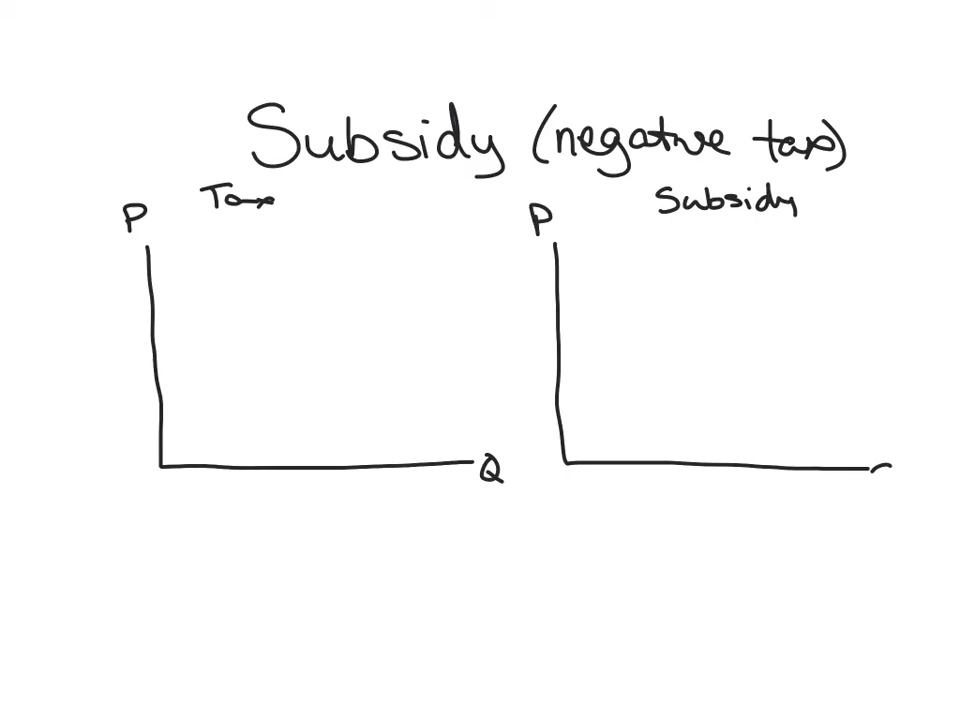 Subsidy (negative tax)
Tax
Subsidy
P
P
Q